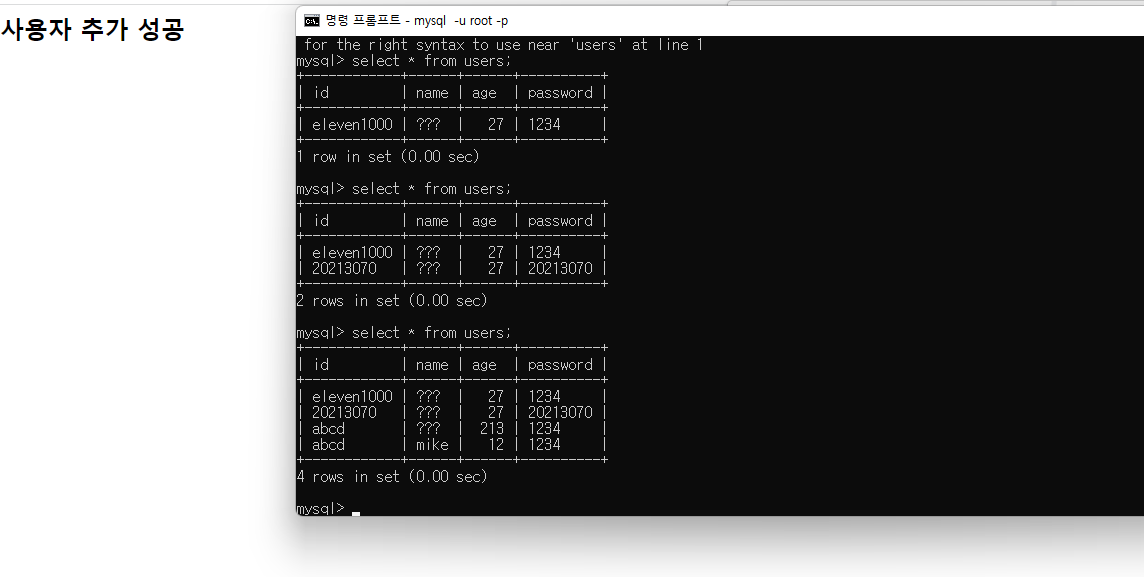 사용자 추가 성공
명령 프롬프트 - mysql -u root -p
for the right syntax to use near 'users' at line 1
mysql> select * from users;
+------------+------+------+----------+
| id         | name | age  | password |
+------------+------+------+----------+
| eleven1000 | ???  |   27 | 1234     |
+------------+------+------+----------+
1 row in set (0.00 sec)
mysql> select * from users;
+------------+------+------+----------+
| id         | name | age  | password |
+------------+------+------+----------+
| eleven1000 | ???  |   27 | 1234     |
| 20213070   | ???  |   27 | 20213070 |
+------------+------+------+----------+
2 rows in set (0.00 sec)
mysql> select * from users;
+------------+------+------+----------+
| id         | name | age  | password |
+------------+------+------+----------+
| eleven1000 | ???  |   27 | 1234     |
| 20213070   | ???  |   27 | 20213070 |
| abcd       | ???  |  213 | 1234     |
| abcd       | mike |   12 | 1234     |
+------------+------+------+----------+
4 rows in set (0.00 sec)
mysql>